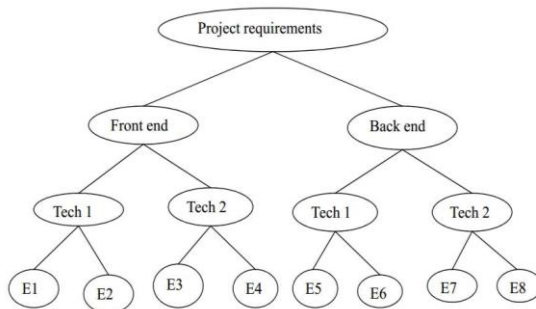 Project requirements
Front end
Back end
Tech 1
Tech 2
Tech 1
Tech 2
E1
E2
E3
E4
E5
E6
E7
E8